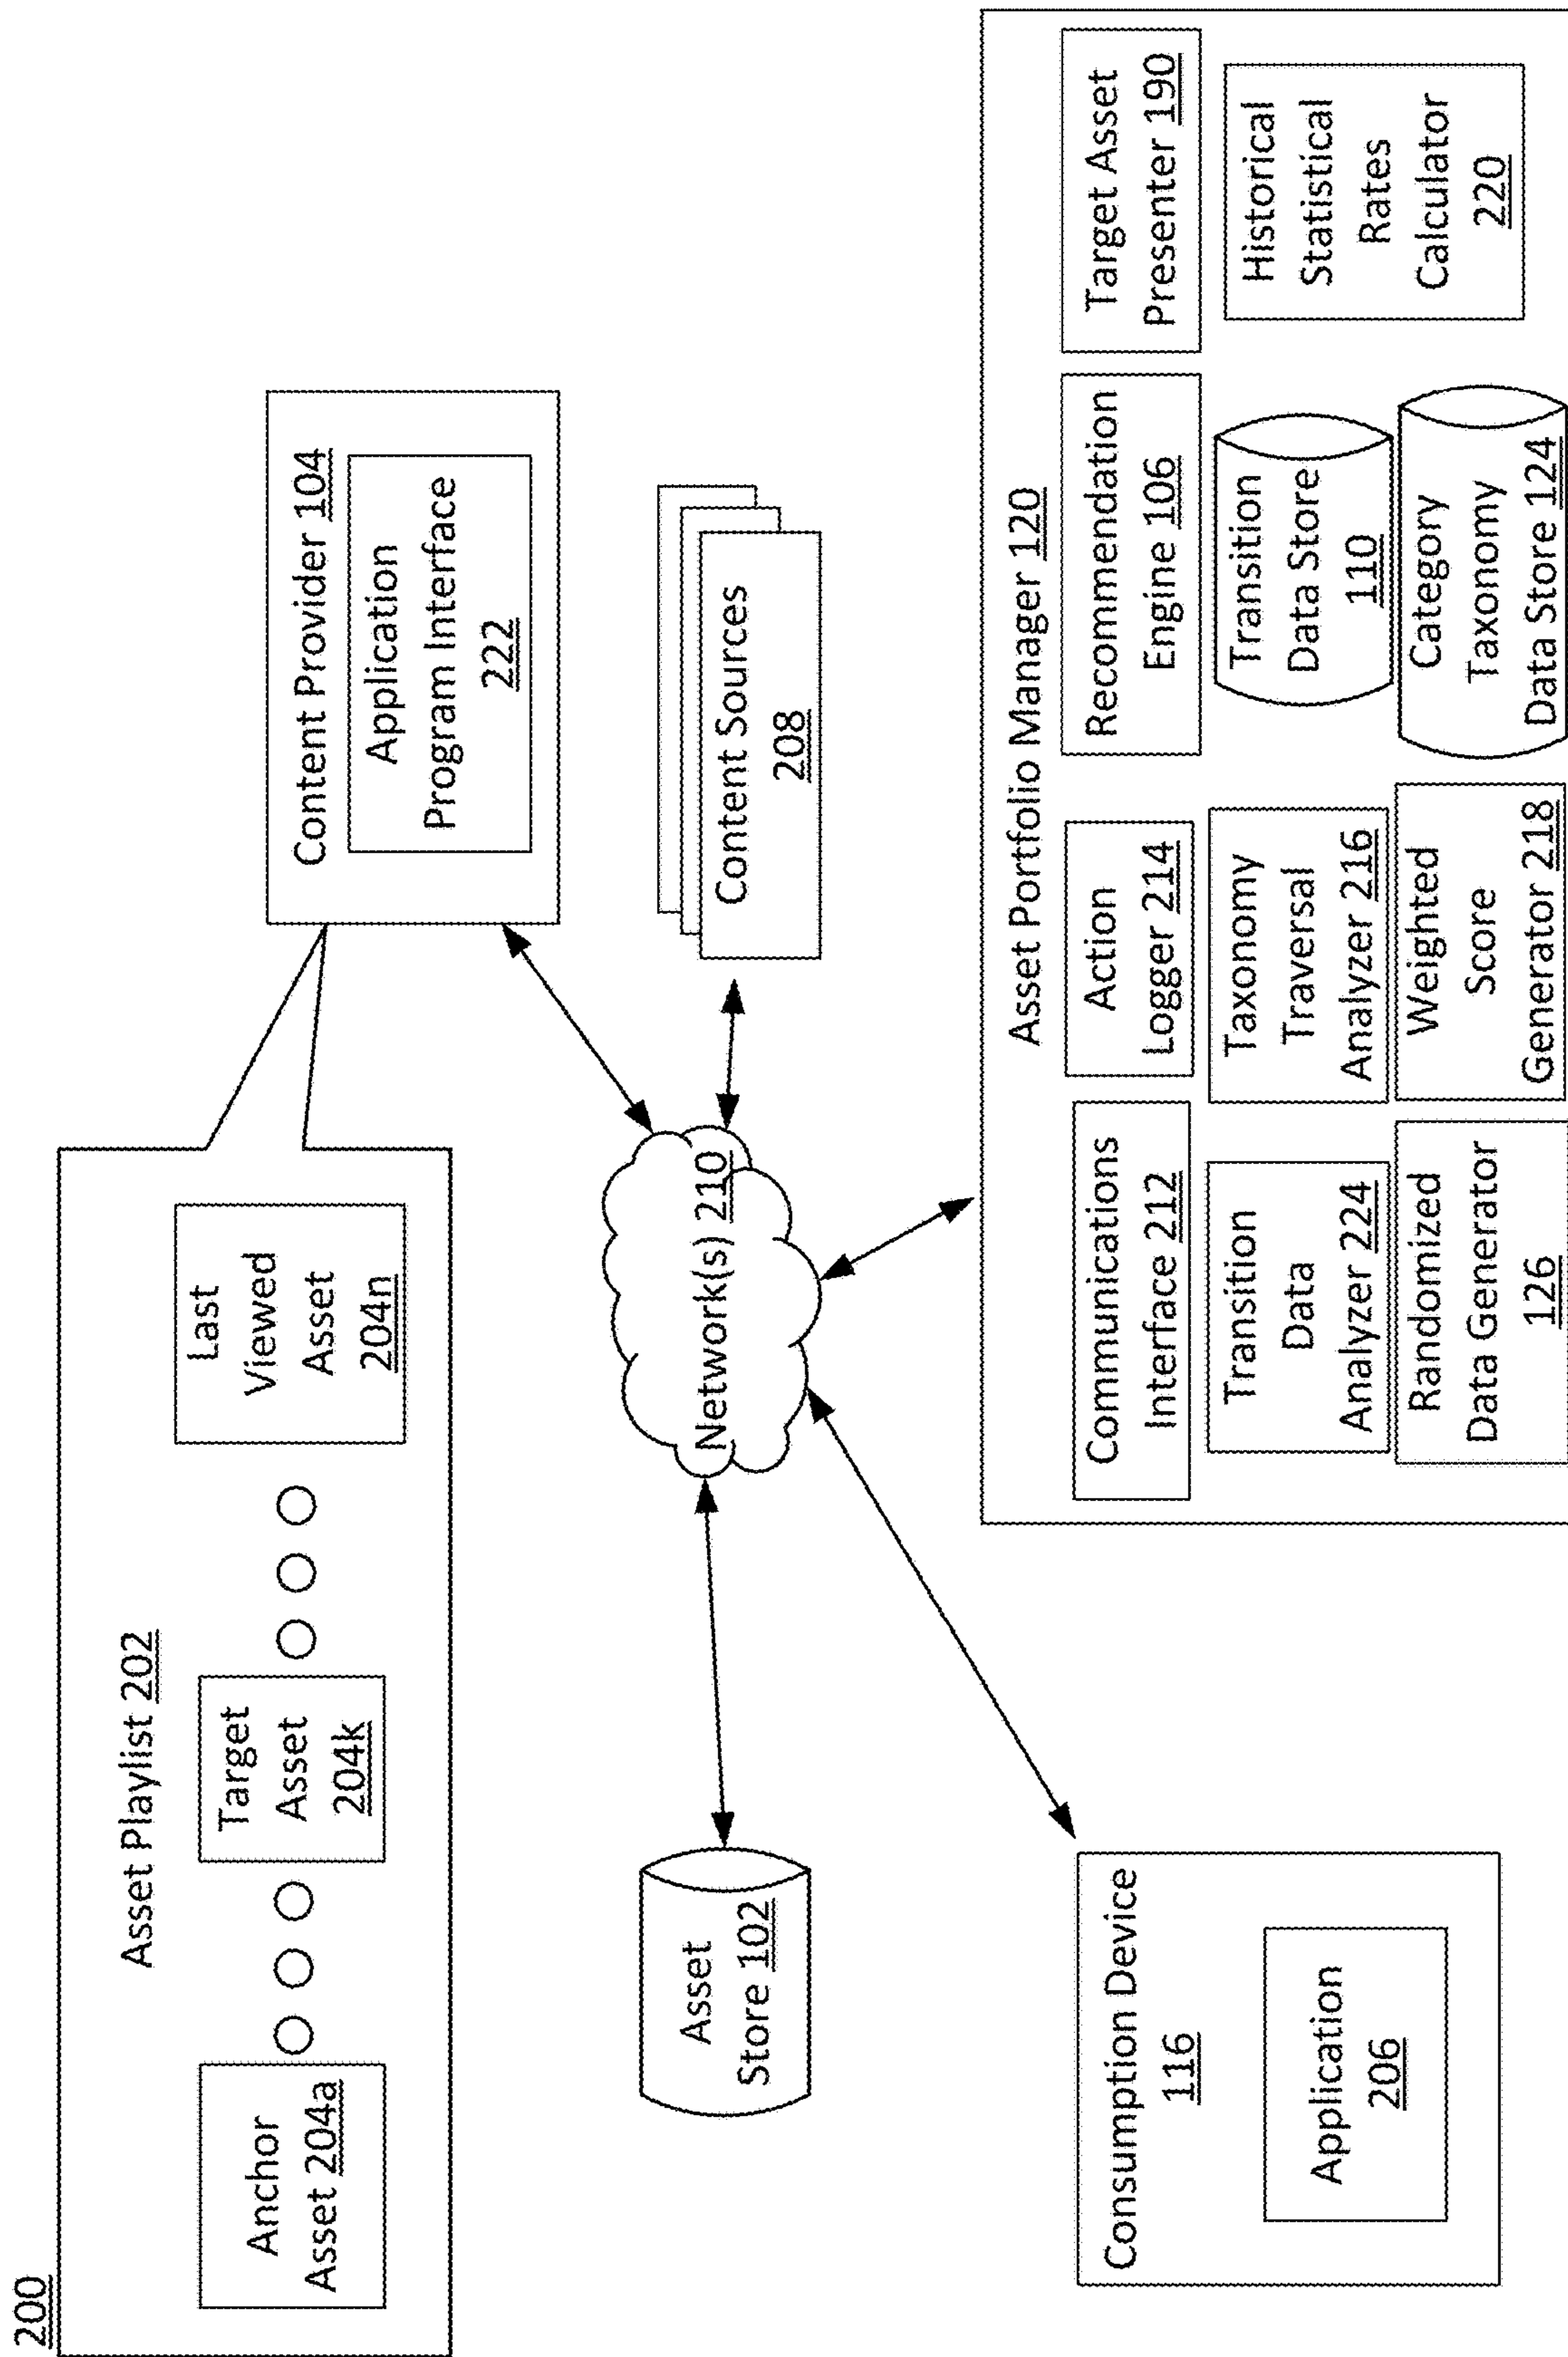 200
Asset Playlist 202
Anchor
Asset 204a
Target
Asset
204k
Last
Viewed
Asset
204n
Content Provider 104
Application
Program Interface
222
Asset
Store 102
Network(s) 210
Content Sources
208
Consumption Device
116
Application
206
Asset Portfolio Manager 120
Communications
Interface 212
Action
Logger 214
Recommendation
Engine 106
Target Asset
Presenter 190
Transition
Data
Analyzer 224
Taxonomy
Traversal
Analyzer 216
Transition
Data Store
110
Historical
Statistical
Rates
Calculator
220
Randomized
Data Generator
126
Weighted
Score
Generator 218
Category
Taxonomy
Data Store 124